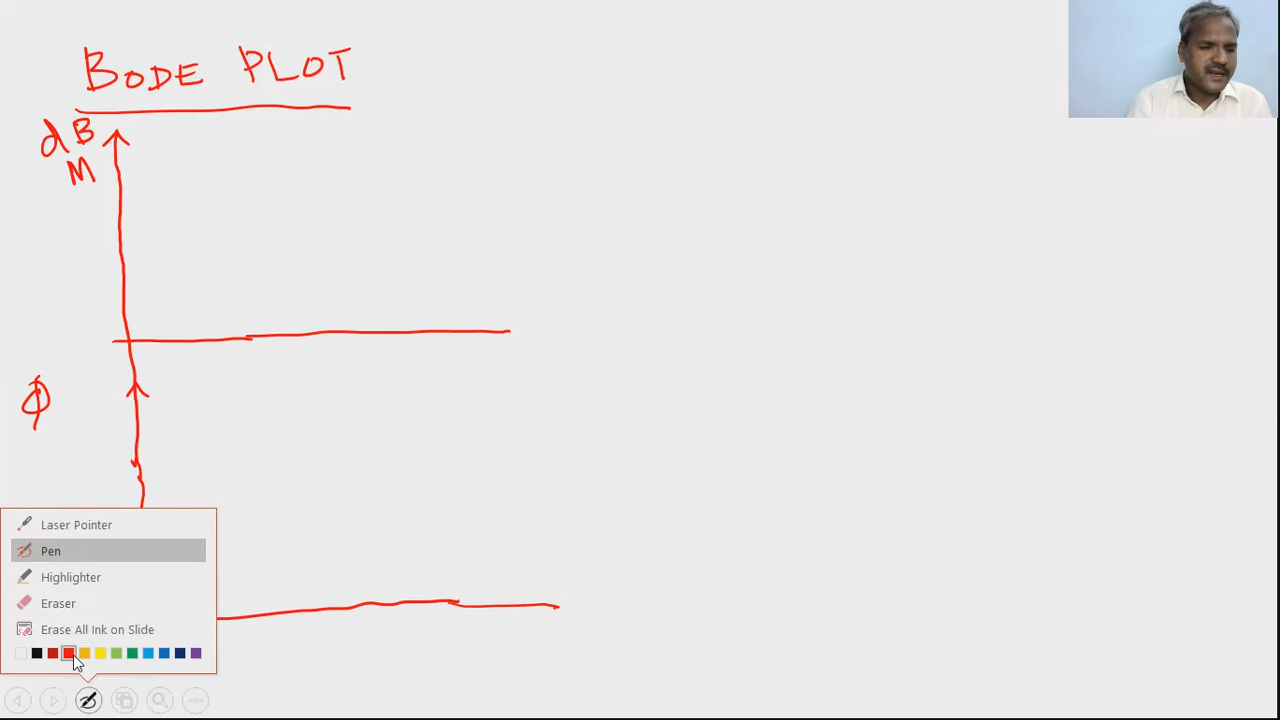 BODE PLOT
dB
M
Φ
Laser Pointer
Pen
Highlighter
Eraser
Erase All Ink on Slide